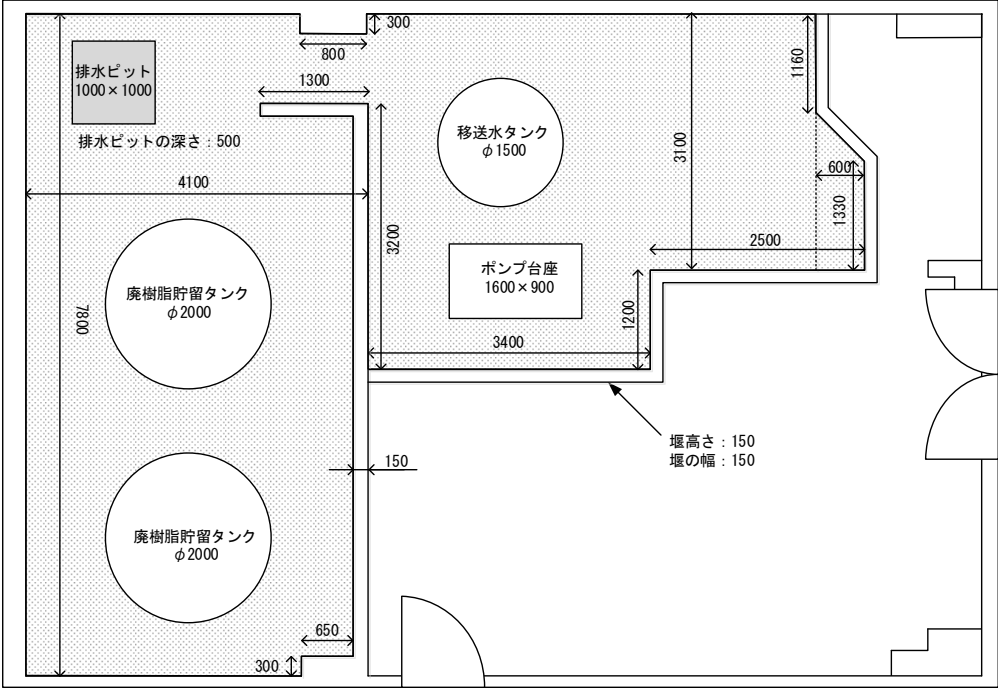 300
800
1300
1160
排水ピット
1000×1000
排水ピットの深さ：500
移送水タンク
φ1500
3100
600
1330
4100
3200
2500
ポンプ台座
1600×900
廃樹脂貯留タンク
φ2000
7800
1200
3400
堰高さ：150
堰の幅：150
150
廃樹脂貯留タンク
φ2000
650
300